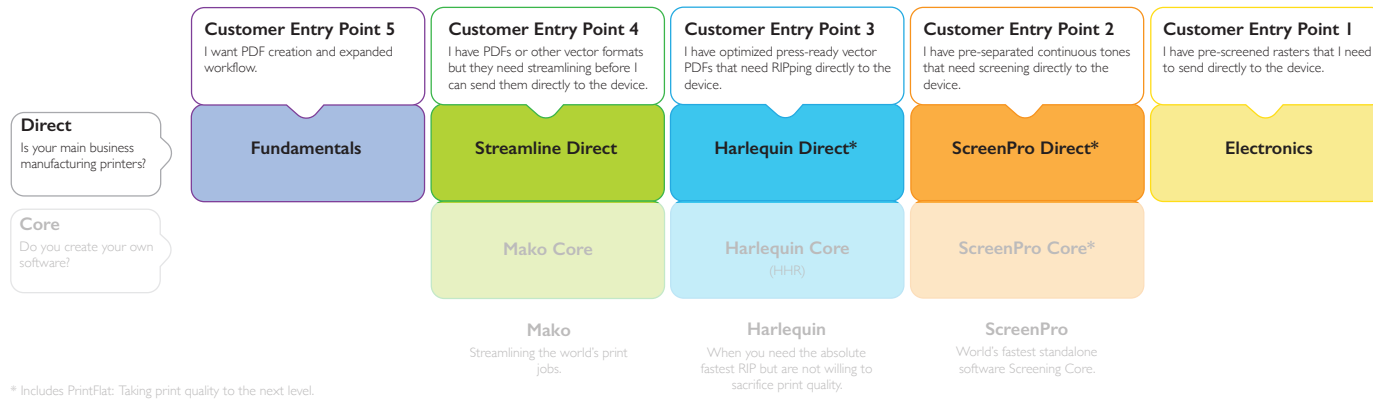 Customer Entry Point 5
I want PDF creation and expanded
workflow.
Customer Entry Point 4
I have PDFs or other vector formats
but they need streamlining before I
can send them directly to the device.
Customer Entry Point 3
I have optimized press-ready vector
PDFs that need RIPping directly to the
device.
Customer Entry Point 2
I have pre-separated continuous tones
that need screening directly to the
device.
Customer Entry Point 1
I have pre-screened rasters that I need
to send directly to the device.
Direct
Is your main business
manufacturing printers?
Fundamentals
Streamline Direct
Harlequin Direct*
ScreenPro Direct*
Electronics
Core
Do you create your own
software?
Mako Core
Harlequin Core
(HHR)
ScreenPro Core*
Mako
Streamlining the world's print
jobs.
Harlequin
When you need the absolute
fastest RIP but are not willing to
sacrifice print quality.
ScreenPro
World's fastest standalone
software Screening Core.
* Includes PrintFlat: Taking print quality to the next level.